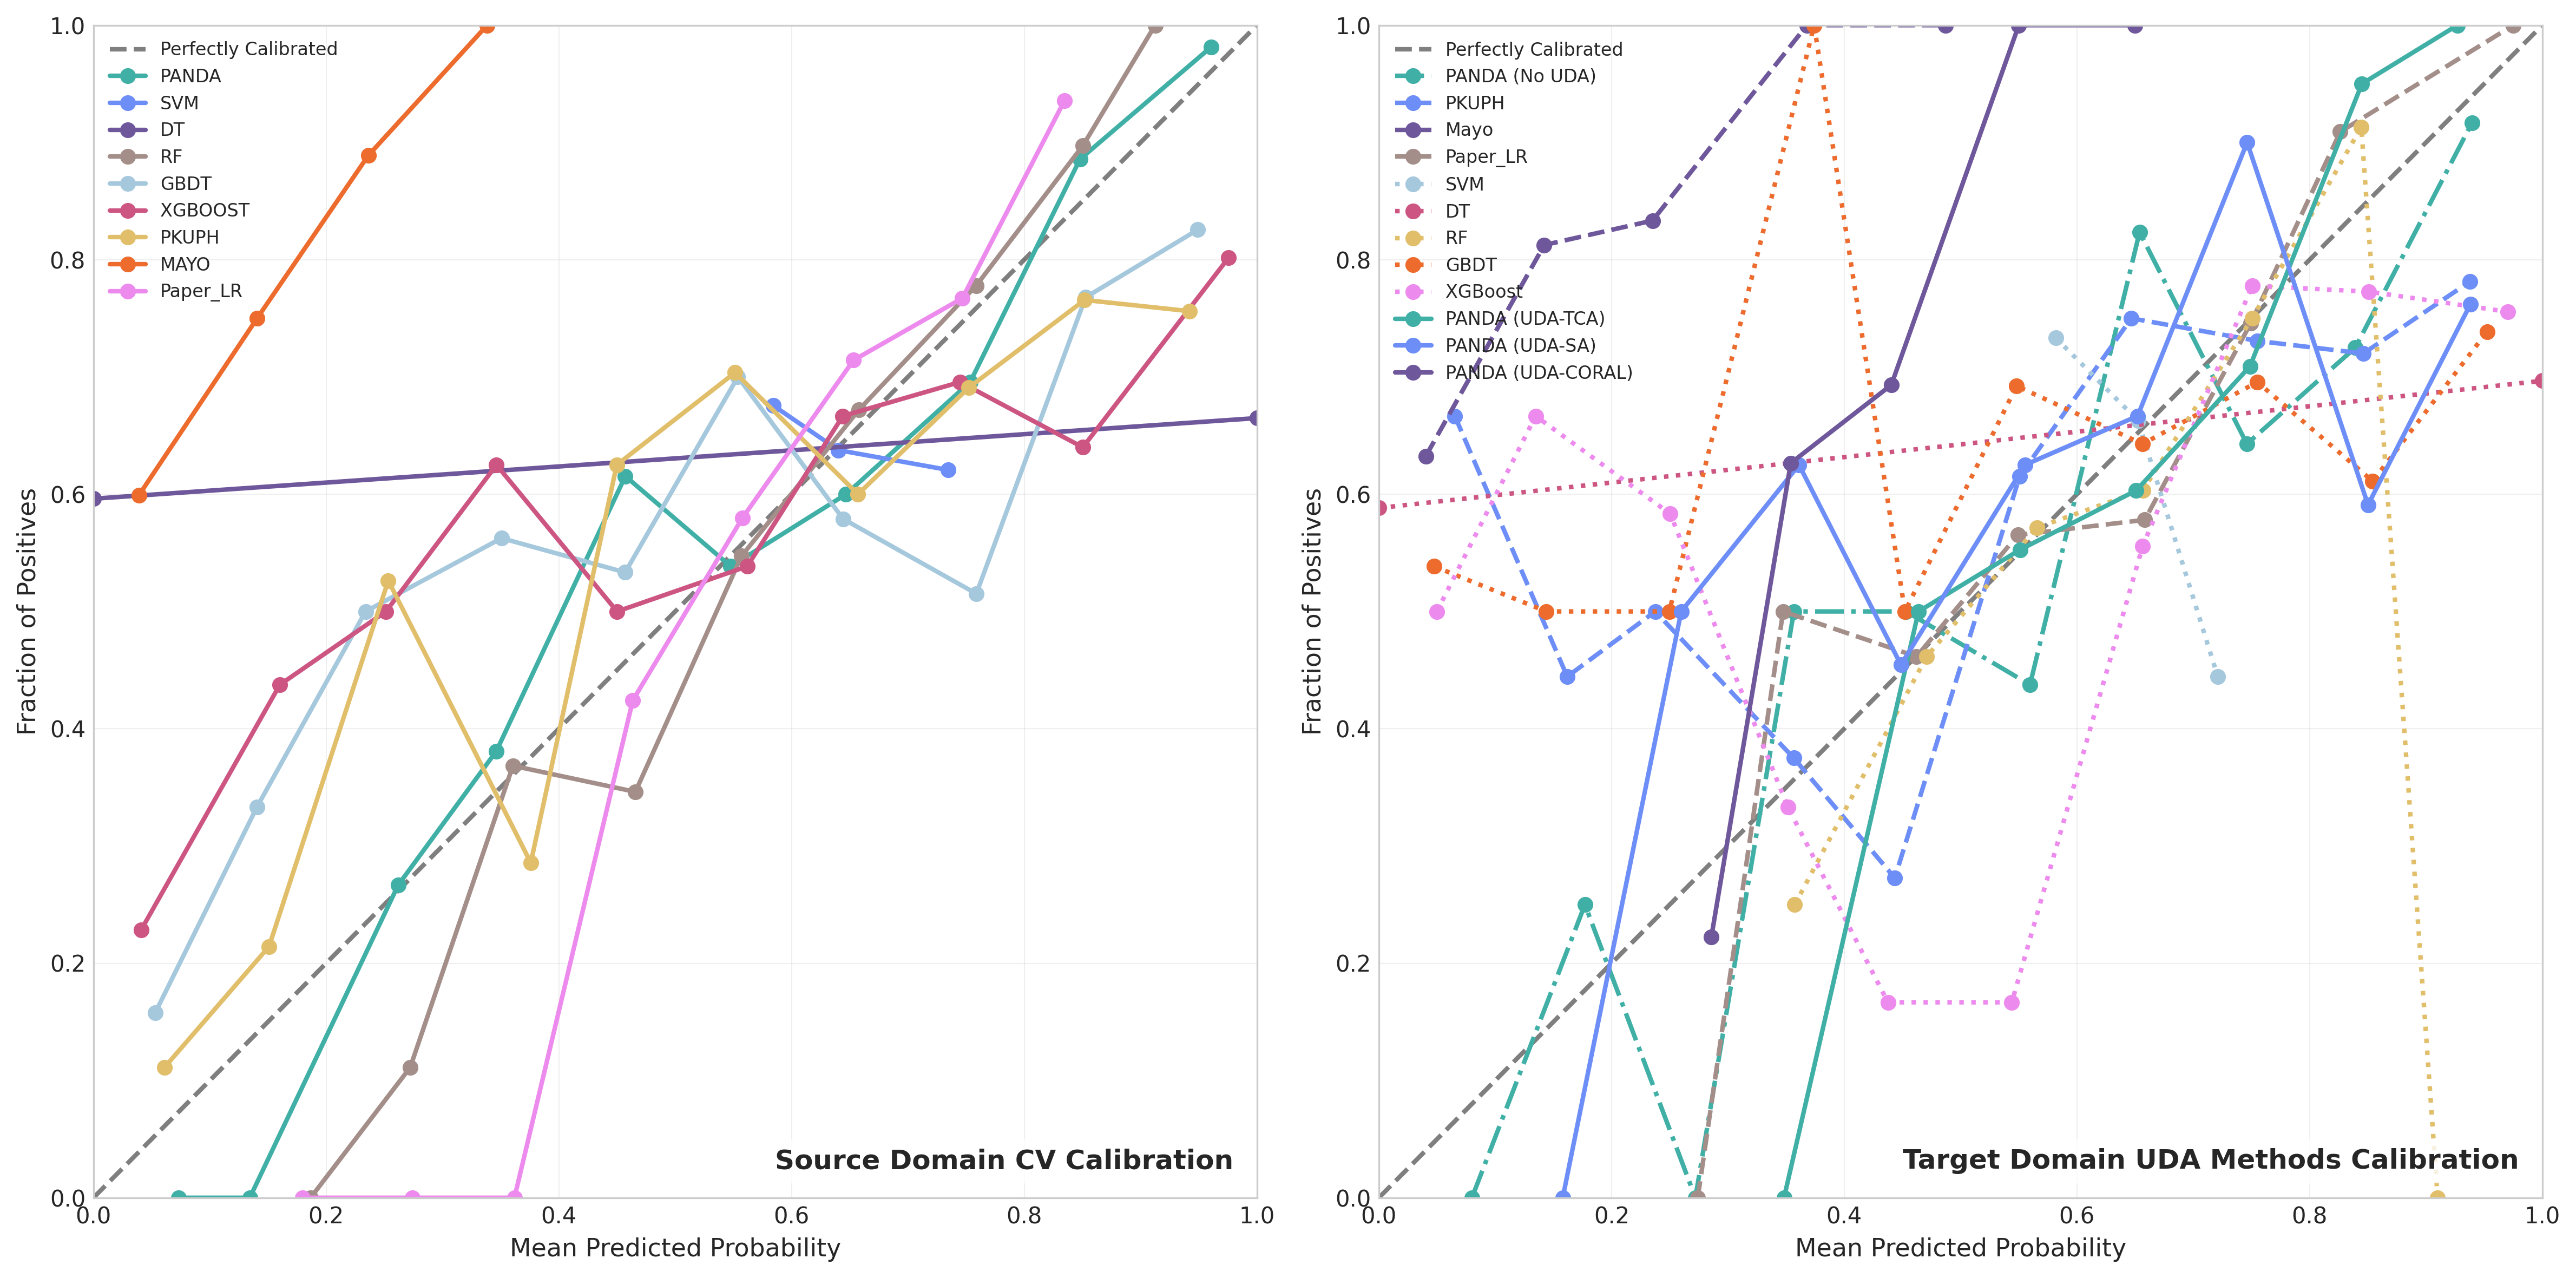 1.0
0.8
0.6
0.4
0.2
0.0
Fraction of Positives
Perfectly Calibrated
PANDA
SVM
DT
RF
GBDT
XGBOOST
PKUPH
MAYO
Paper_LR
Source Domain CV Calibration
0.0 0.2 0.4 0.6 0.8 1.0
Mean Predicted Probability
1.0
0.8
0.6
0.4
0.2
0.0
Fraction of Positives
Perfectly Calibrated
PANDA (No UDA)
PKUPH
Mayo
Paper_LR
SVM
DT
RF
GBDT
XGBoost
PANDA (UDA-TCA)
PANDA (UDA-SA)
PANDA (UDA-CORAL)
Target Domain UDA Methods Calibration
0.0 0.2 0.4 0.6 0.8 1.0
Mean Predicted Probability